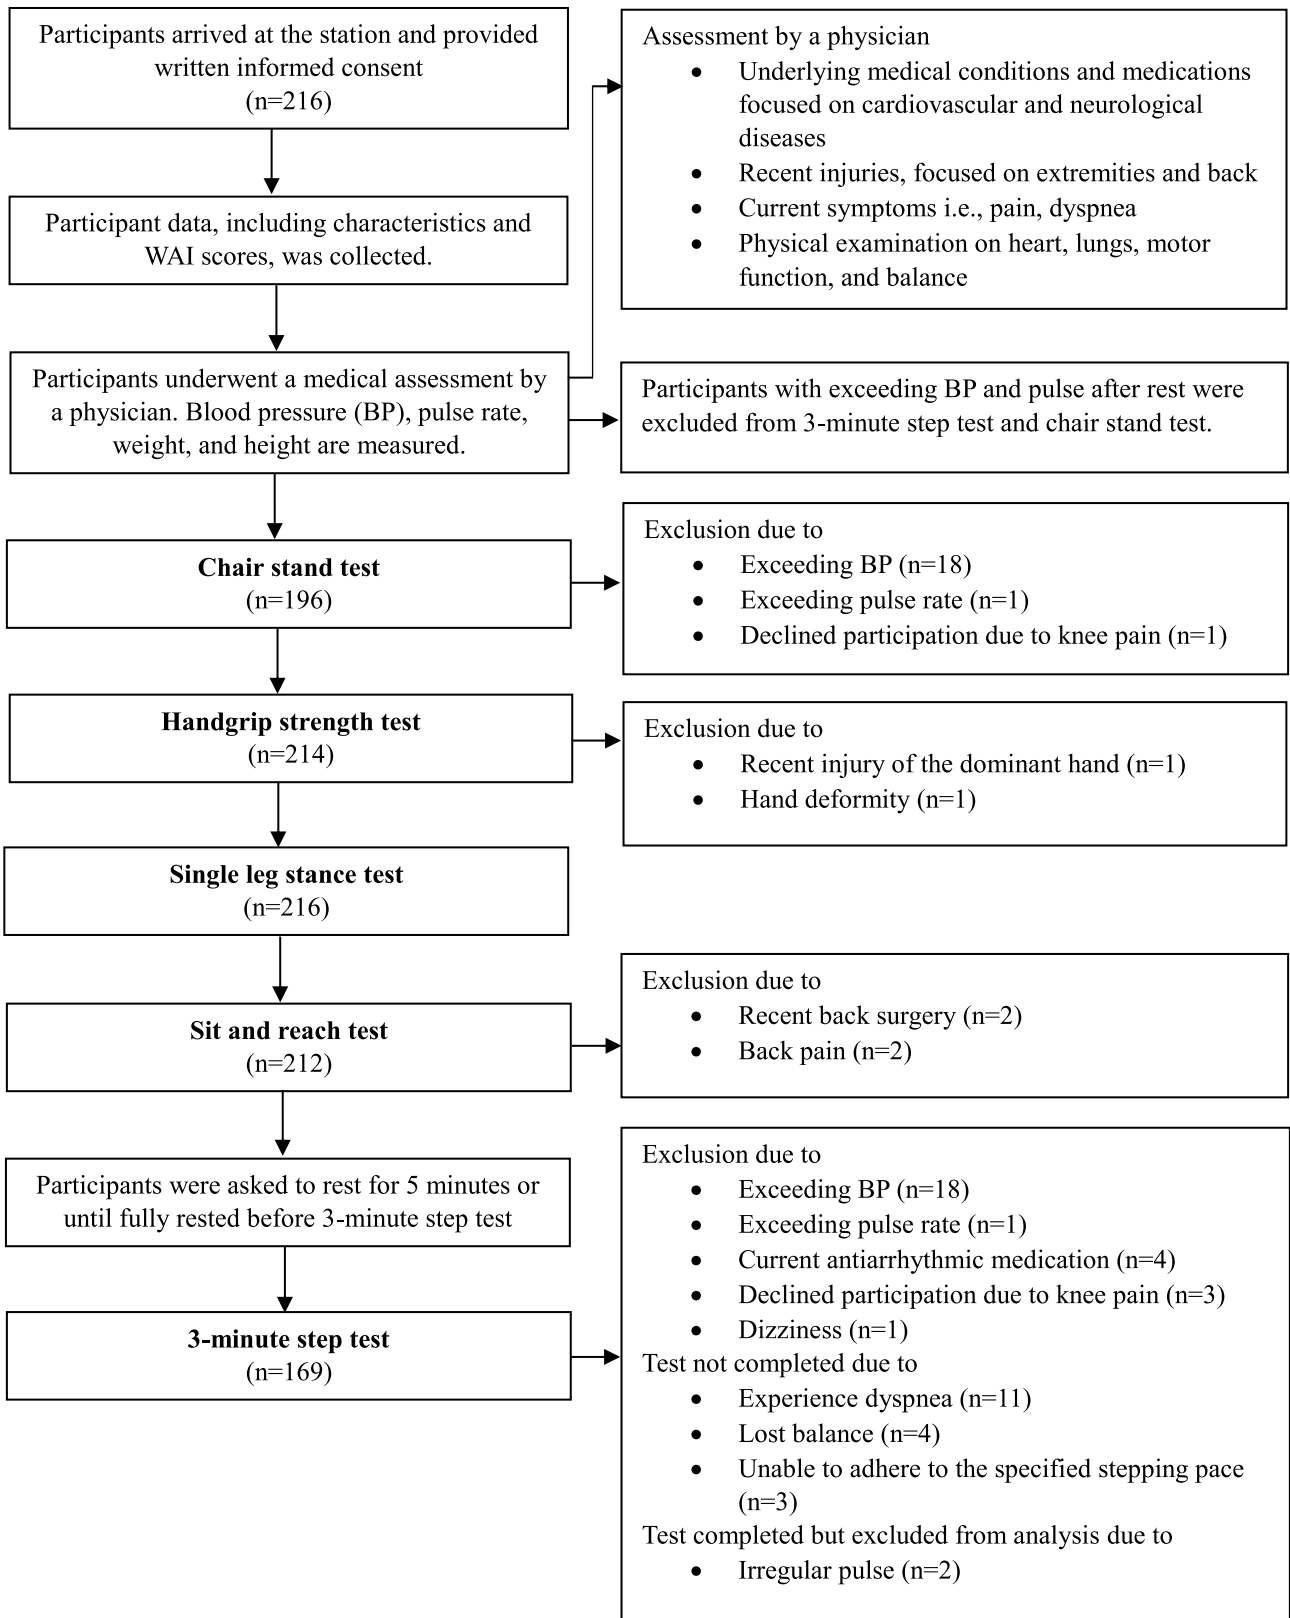 Participants arrived at the station and provided
written informed consent
(n=216)
Participant data, including characteristics and
WAI scores, was collected.
Participants underwent a medical assessment by
a physician. Blood pressure (BP), pulse rate,
weight, and height are measured.
Assessment by a physician
• Underlying medical conditions and medications
focused on cardiovascular and neurological
diseases
• Recent injuries, focused on extremities and back
• Current symptoms i.e., pain, dyspnea
• Physical examination on heart, lungs, motor
function, and balance
Participants with exceeding BP and pulse after rest were
excluded from 3-minute step test and chair stand test.
Chair stand test
(n=196)
Exclusion due to
• Exceeding BP (n=18)
• Exceeding pulse rate (n=1)
• Declined participation due to knee pain (n=1)
Handgrip strength test
(n=214)
Exclusion due to
• Recent injury of the dominant hand (n=1)
• Hand deformity (n=1)
Single leg stance test
(n=216)
Sit and reach test
(n=212)
Exclusion due to
• Recent back surgery (n=2)
• Back pain (n=2)
Participants were asked to rest for 5 minutes or
until fully rested before 3-minute step test
3-minute step test
(n=169)
Exclusion due to
• Exceeding BP (n=18)
• Exceeding pulse rate (n=1)
• Current antiarrhythmic medication (n=4)
• Declined participation due to knee pain (n=3)
• Dizziness (n=1)
Test not completed due to
• Experience dyspnea (n=11)
• Lost balance (n=4)
• Unable to adhere to the specified stepping pace
(n=3)
Test completed but excluded from analysis due to
• Irregular pulse (n=2)